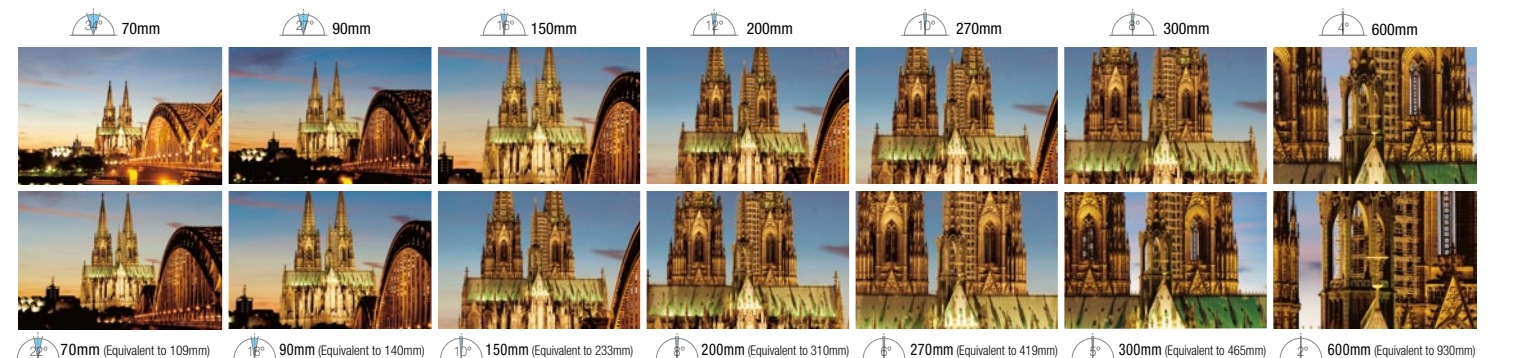 34° 70mm 27° 90mm 16° 150mm 12° 200mm 10° 270mm 8° 300mm 4° 600mm
22° 70mm (Equivalent to 109mm) 18° 90mm (Equivalent to 140mm) 10° 150mm (Equivalent to 233mm) 8° 200mm (Equivalent to 310mm) 6° 270mm (Equivalent to 419mm) 5° 300mm (Equivalent to 465mm) 2° 600mm (Equivalent to 930mm)